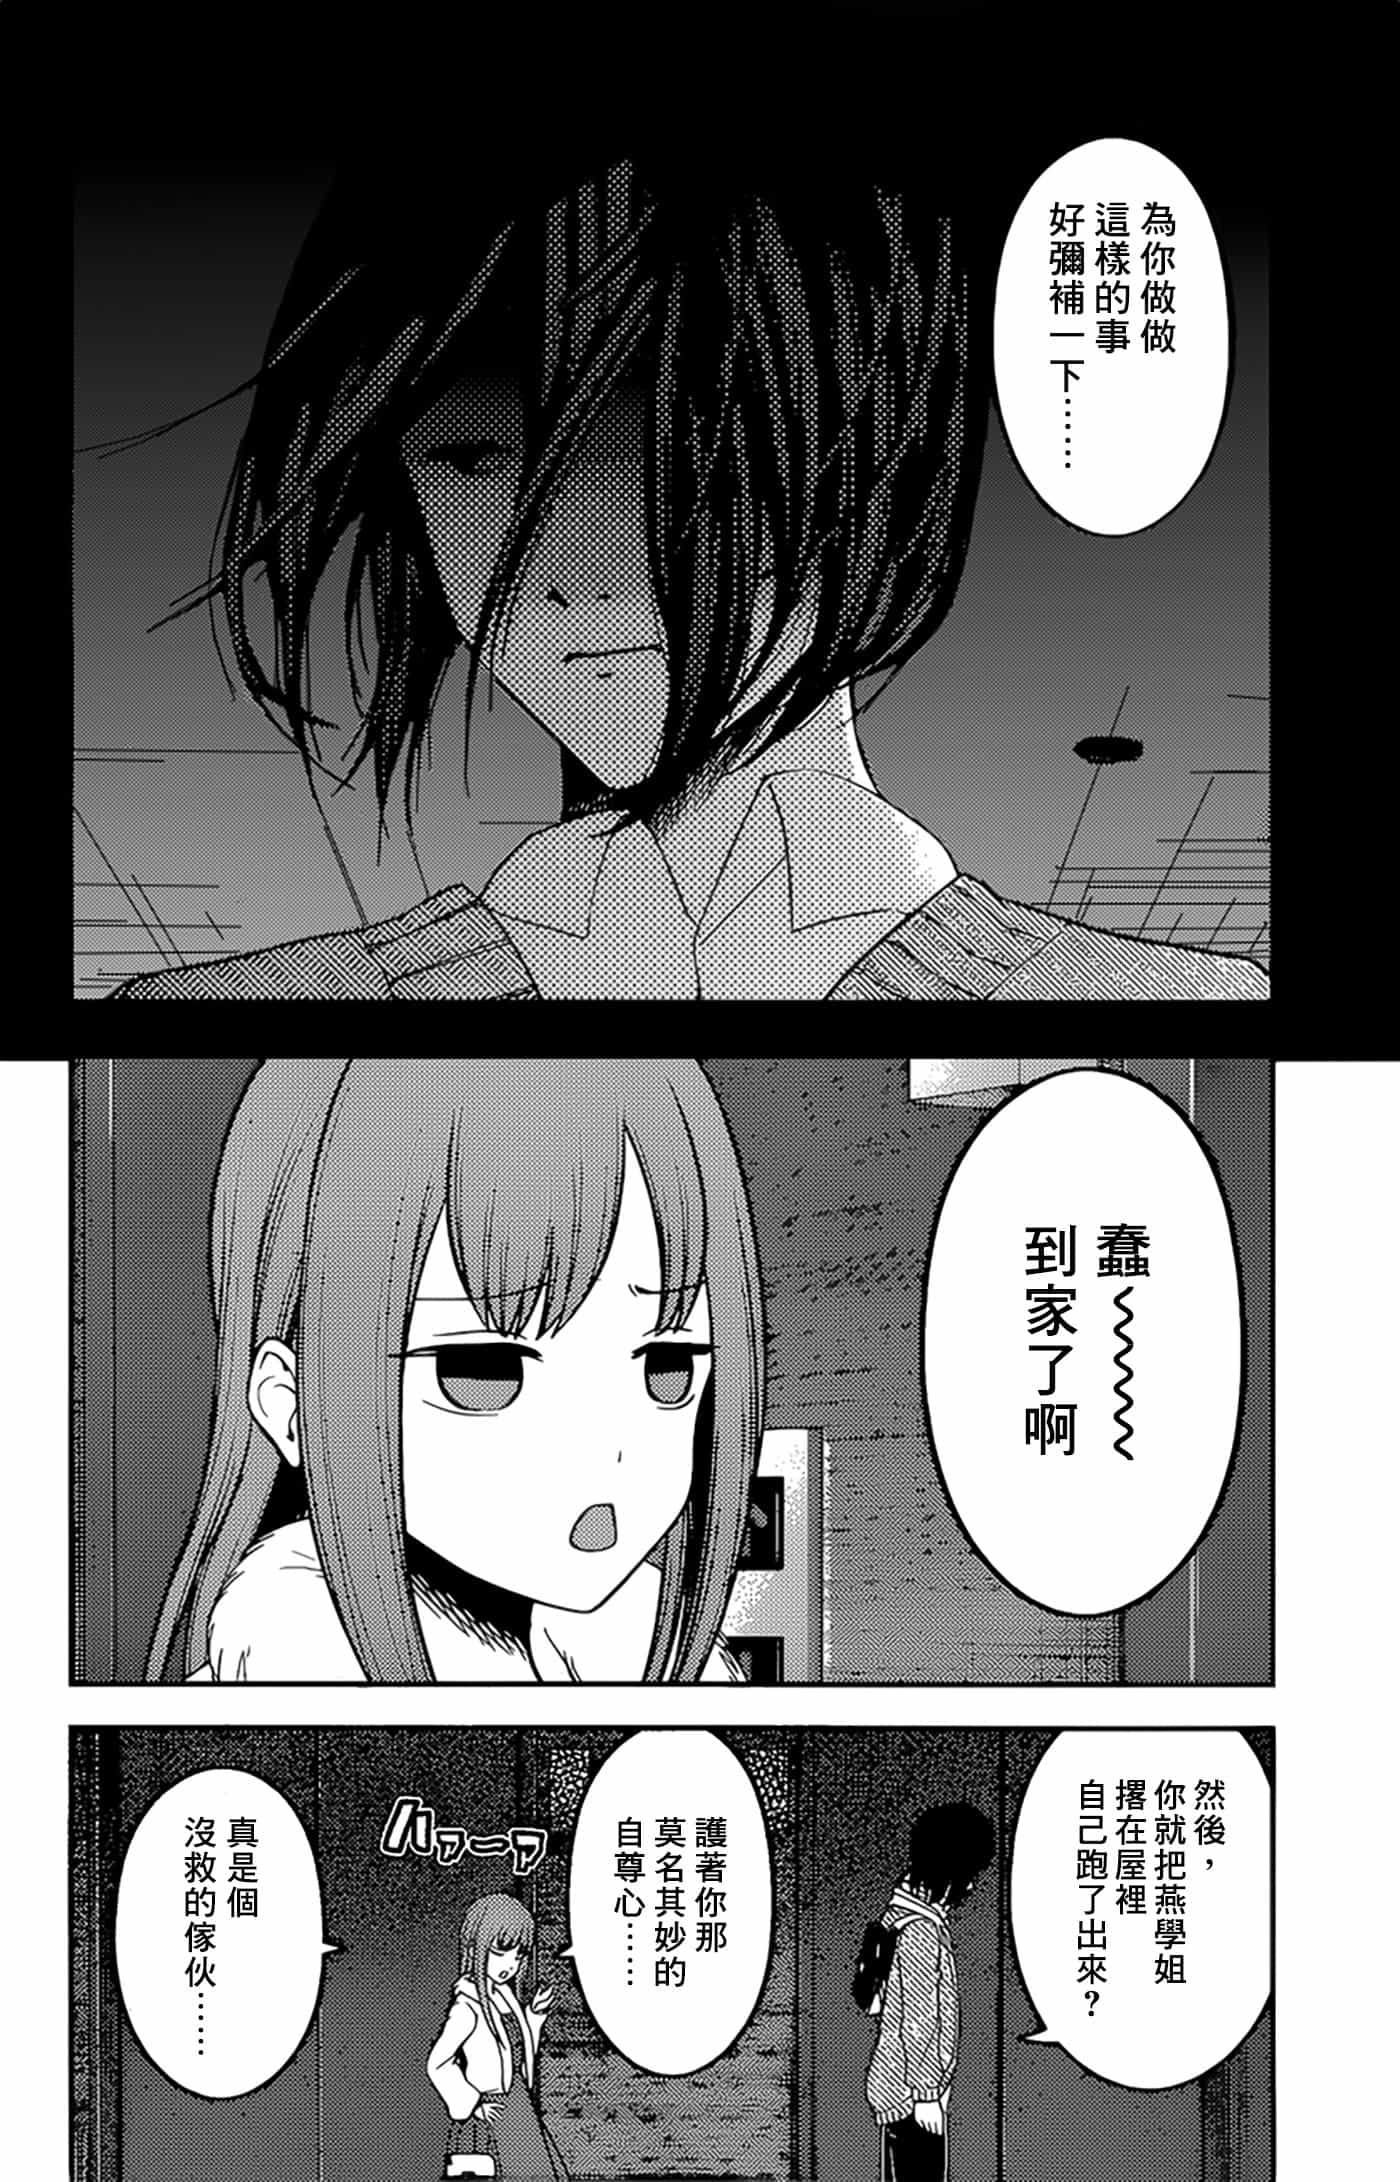 為你做做
這樣的事
好彌補一下……
蠢~~~~
到家了啊
然後，
你就把燕學姐
撂在屋裡
自己跑了出來？
護著你那
莫名其妙的
自尊心……
ハァーァ
真是個
沒救的傢伙……